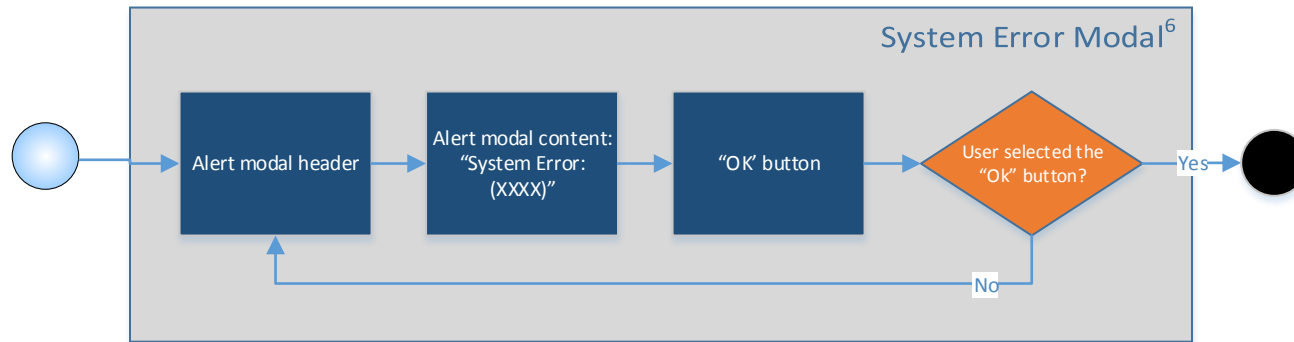 System Error Modal⁶
Alert modal header
Alert modal content:
“System Error:
(XXXX)”
“OK’ button
User selected the
“Ok” button?
Yes
No